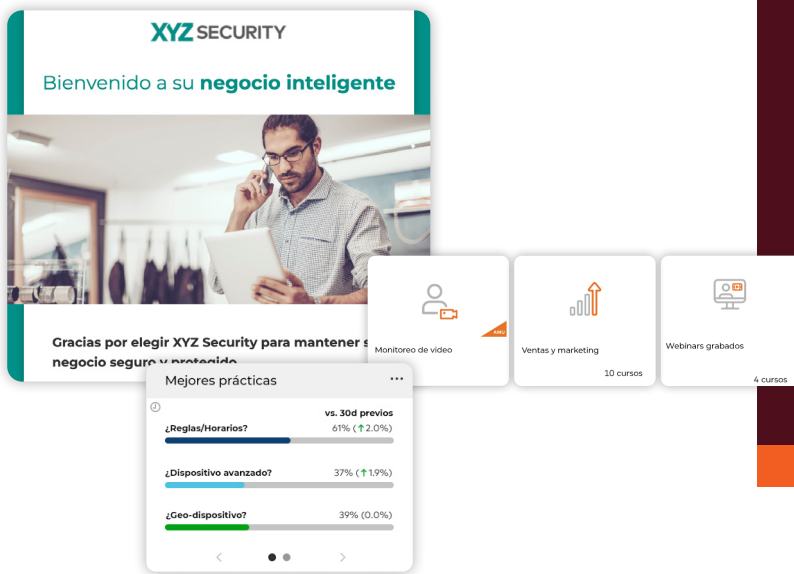 XYZ SECURITY
Bienvenido a su negocio inteligente
Gracias por elegir XYZ Security para mantener s
negocio seguro y protegido
AMU
Monitoreo de video
Ventas y marketing
10 cursos
Webinars grabados
4 cursos
Mejores prácticas
vs. 30d previos
¿Reglas/Horarios?
61% (↑2.0%)
¿Dispositivo avanzado?
37% (↑1.9%)
¿Geo-dispositivo?
39% (0.0%)